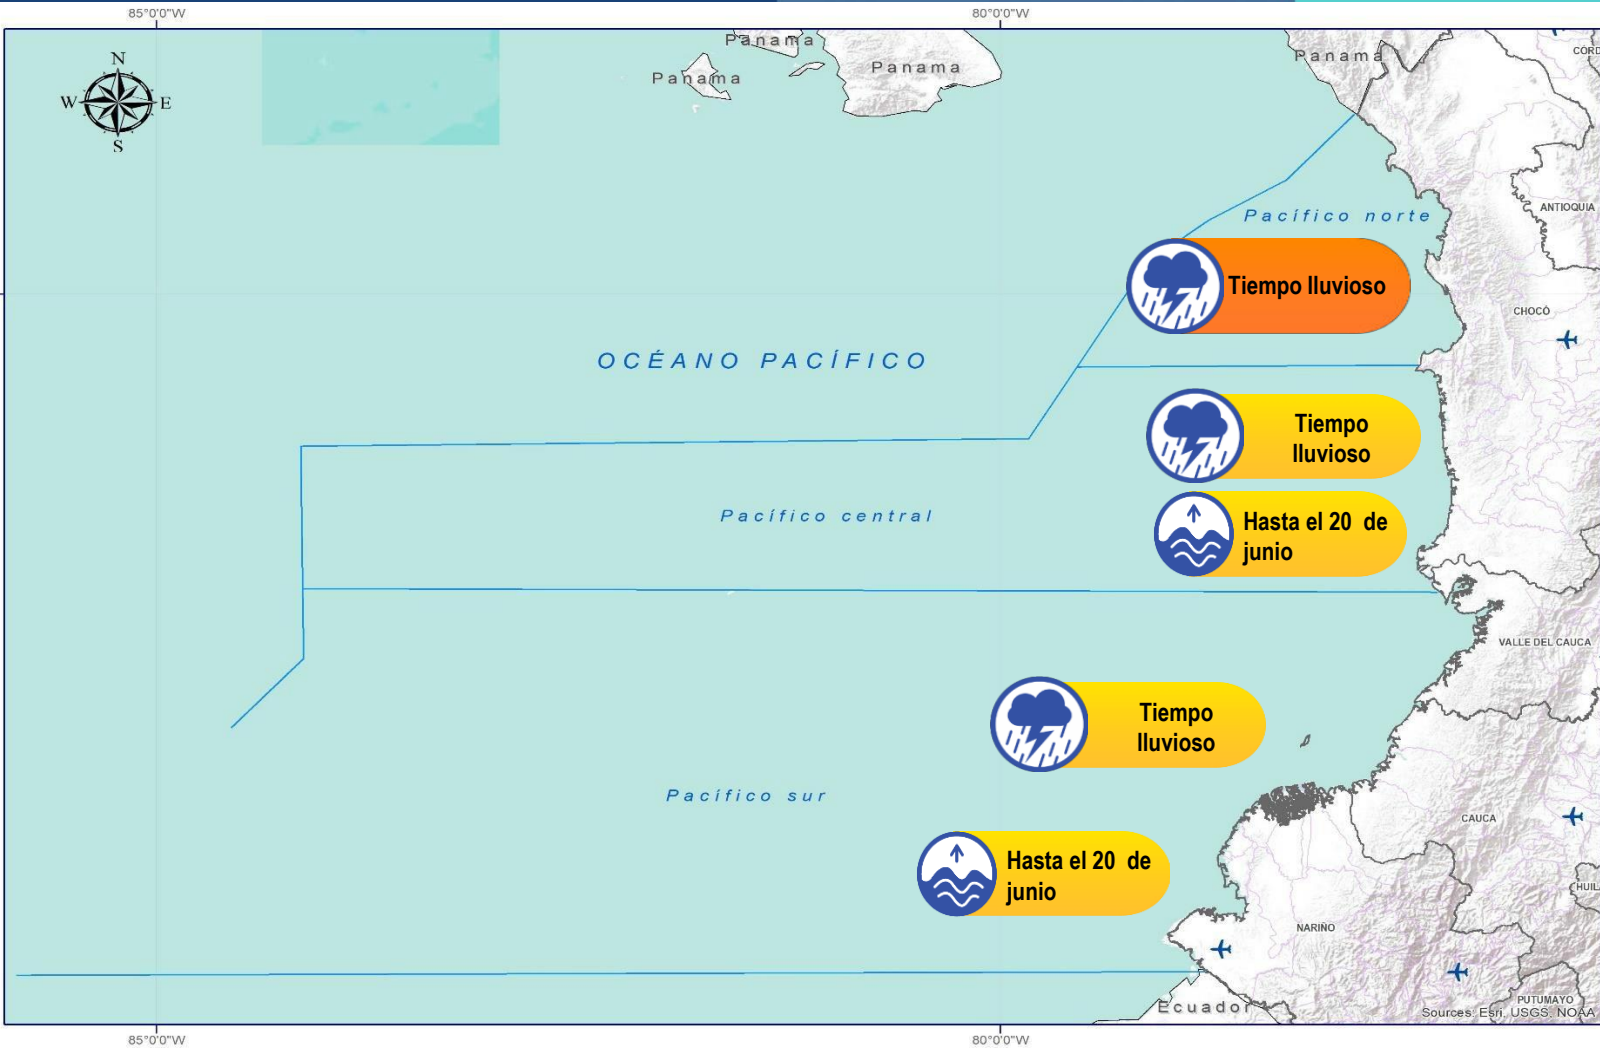 85°0'0"W
80°0'0"W
N
W
E
S
Panama
Panama
Panama
Panama
CÓRD
ANTIOQUIA
Pacífico norte
Tiempo lluvioso
CHOCÓ
OCÉANO PACÍFICO
Tiempo
lluvioso
Pacífico central
Hasta el 20 de
junio
VALLE DEL CAUCA
Tiempo
lluvioso
Pacífico sur
CAUCA
Hasta el 20 de
junio
HUIL
NARIÑO
PUTUMAYO
Ecuador
Sources: Esri, USGS, NOAA
85°0'0"W
80°0'0"W